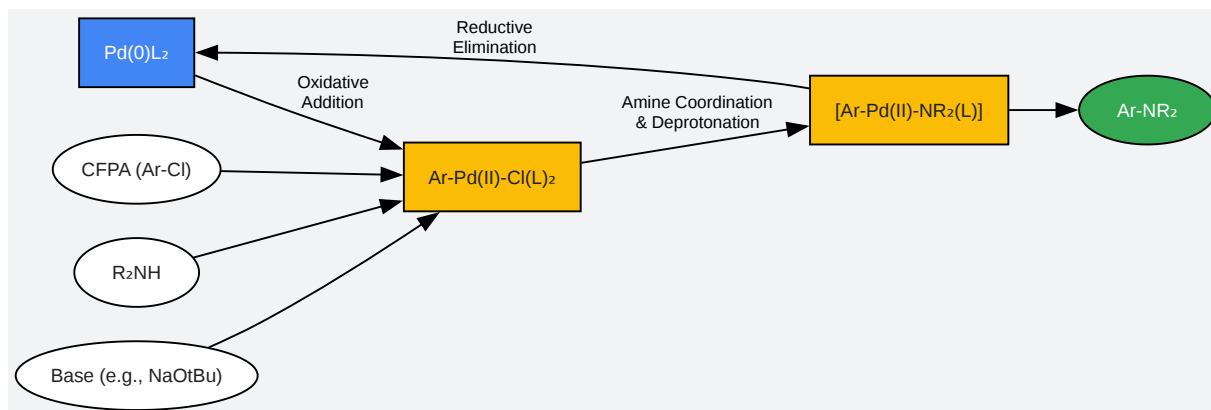 Reductive
Elimination
Pd(0)L₂
Oxidative
Addition
Amine Coordination
& Deprotonation
[Ar-Pd(II)-NR₂(L)]
Ar-NR₂
CFPA (Ar-Cl)
Ar-Pd(II)-Cl(L)₂
R₂NH
Base (e.g., NaOtBu)